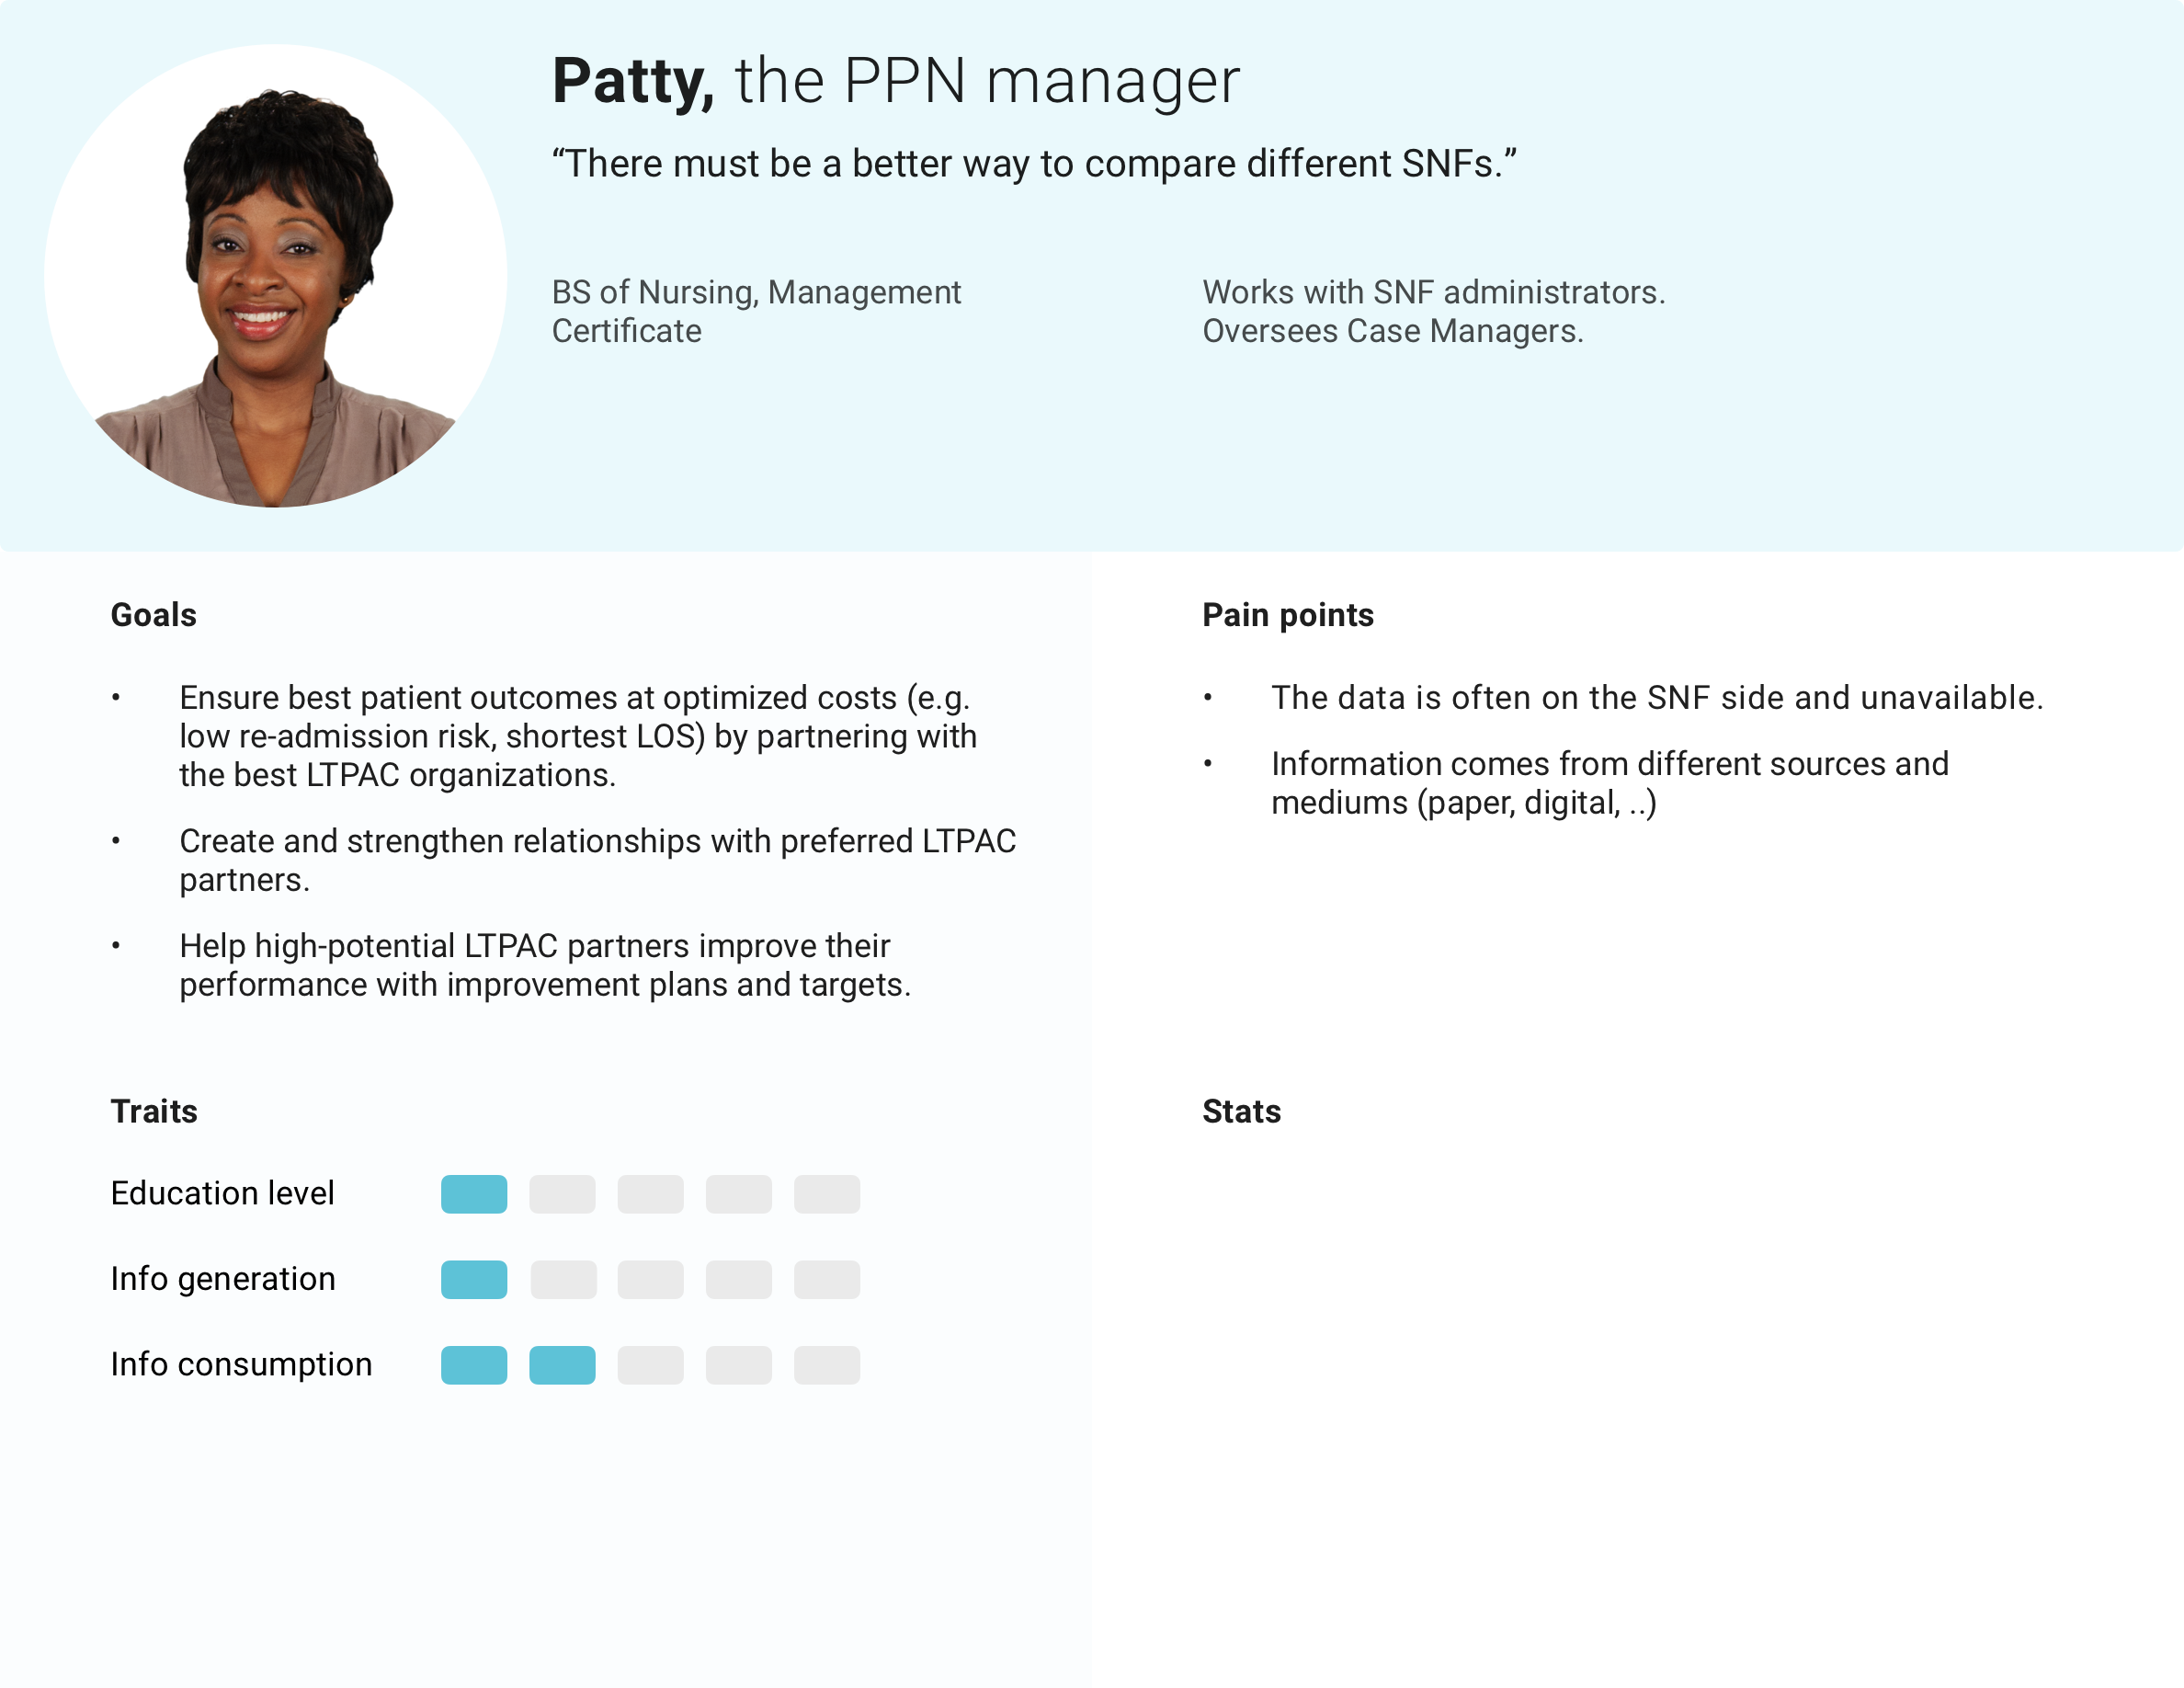 Patty, the PPN manager
“There must be a better way to compare different SNFs.”
BS of Nursing, Management
Certificate
Works with SNF administrators.
Oversees Case Managers.
Goals
• Ensure best patient outcomes at optimized costs (e.g.
low re-admission risk, shortest LOS) by partnering with
the best LTPAC organizations.
• Create and strengthen relationships with preferred LTPAC
partners.
• Help high-potential LTPAC partners improve their
performance with improvement plans and targets.
Pain points
• The data is often on the SNF side and unavailable.
• Information comes from different sources and
mediums (paper, digital, ..)
Traits
Education level
Info generation
Info consumption
Stats